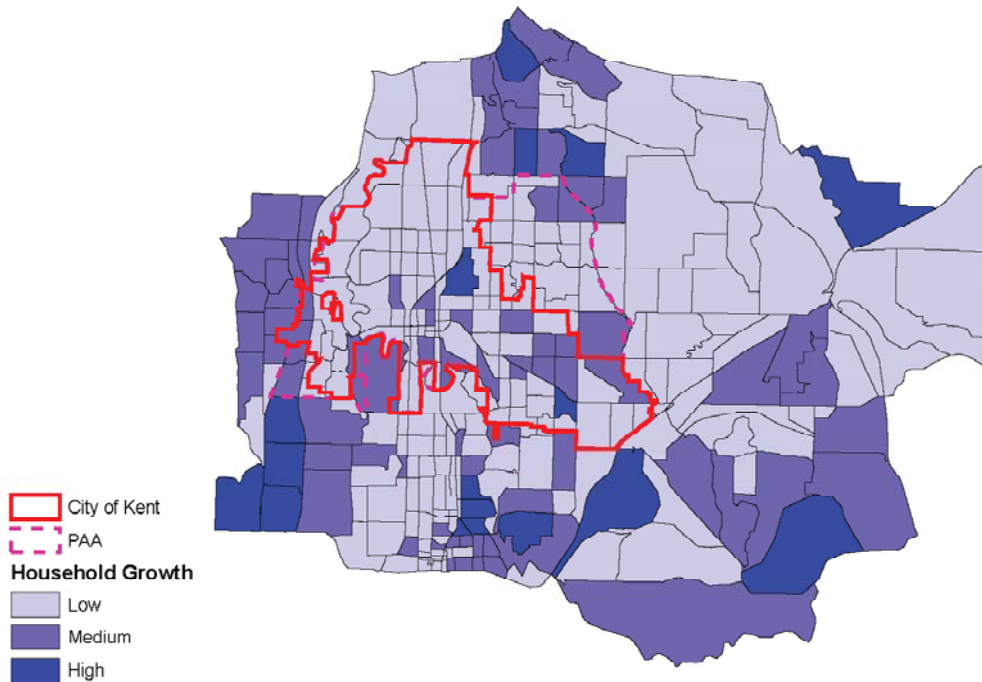 City of Kent
PAA
Household Growth
Low
Medium
High